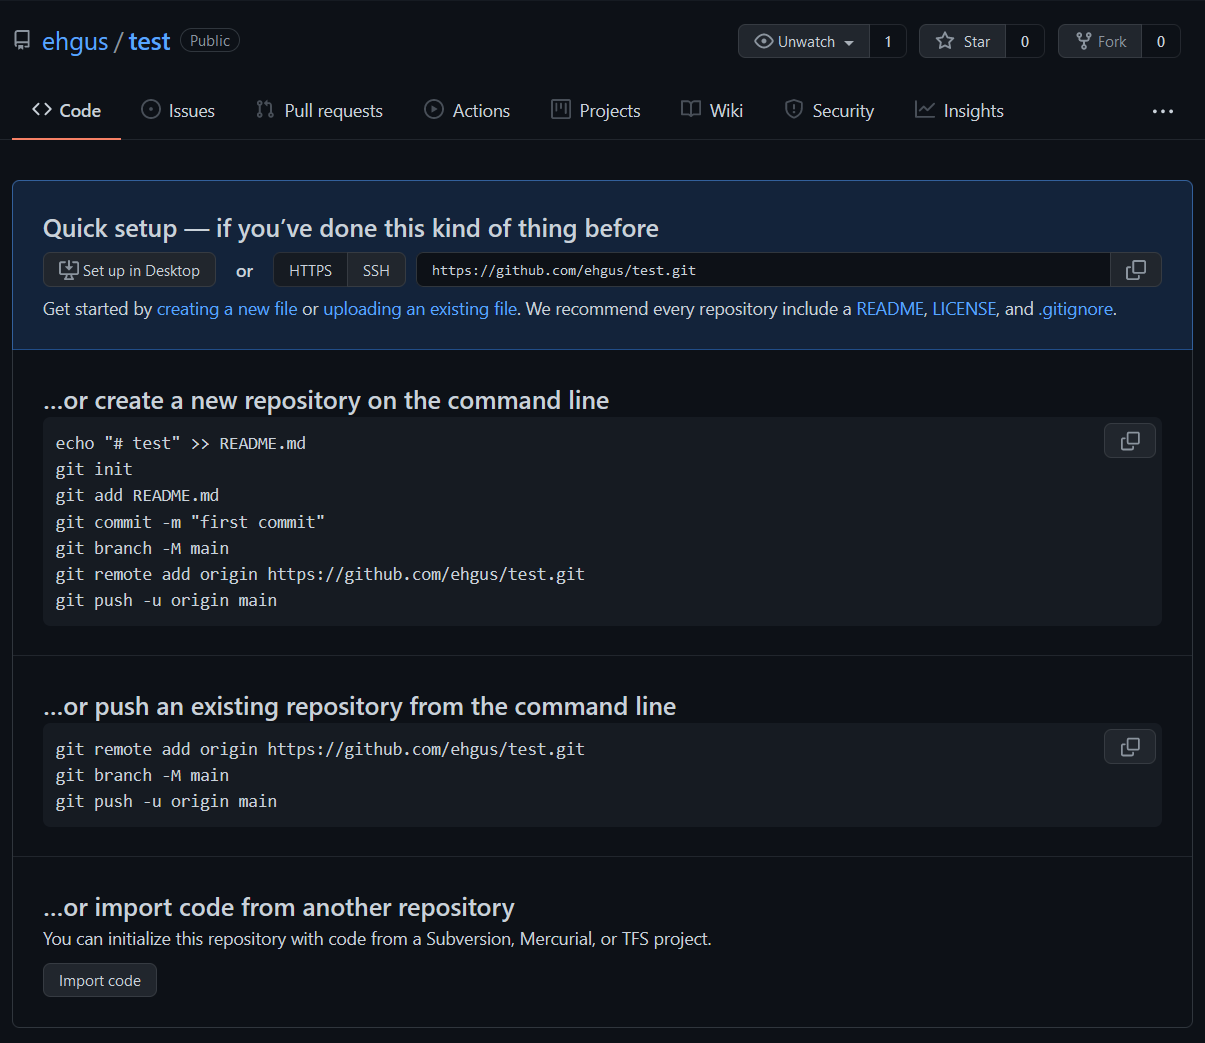 ehgus / test Public Unwatch 1 Star 0 Fork 0
Code Issues Pull requests Actions Projects Wiki Security Insights
Quick setup — if you’ve done this kind of thing before
Set up in Desktop or HTTPS SSH https://github.com/ehgus/test.git
Get started by creating a new file or uploading an existing file. We recommend every repository include a README, LICENSE, and .gitignore.
…or create a new repository on the command line
echo "# test" >> README.md
git init
git add README.md
git commit -m "first commit"
git branch -M main
git remote add origin https://github.com/ehgus/test.git
git push -u origin main
…or push an existing repository from the command line
git remote add origin https://github.com/ehgus/test.git
git branch -M main
git push -u origin main
…or import code from another repository
You can initialize this repository with code from a Subversion, Mercurial, or TFS project.
Import code